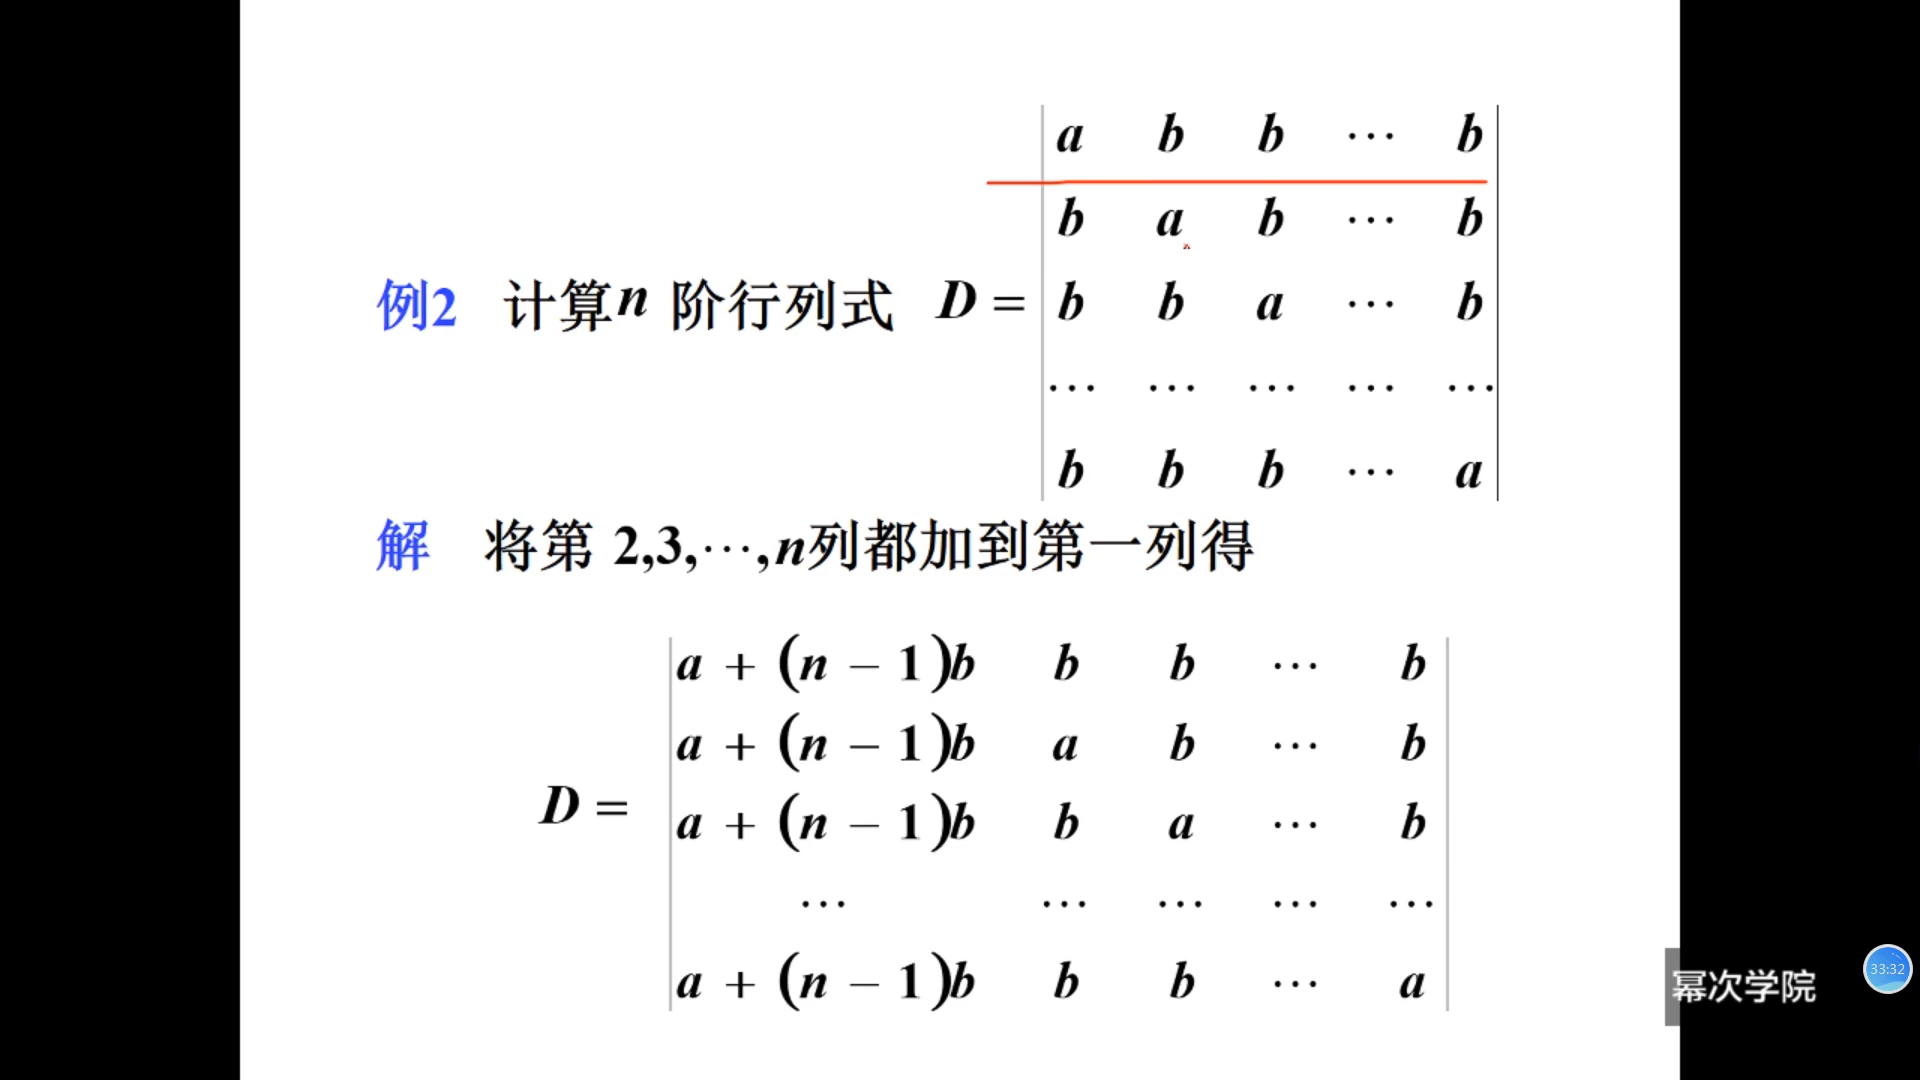 a b b ··· b
b a b ··· b
例2 计算n 阶行列式 D = b b a ··· b
··· ··· ··· ··· ···
b b b ··· a
解 将第 2,3,···,n列都加到第一列得
a + (n − 1)b b b ··· b
a + (n − 1)b a b ··· b
D =
a + (n − 1)b b a ··· b
··· ··· ··· ··· ···
a + (n − 1)b b b ··· a
幂次学院
33:32